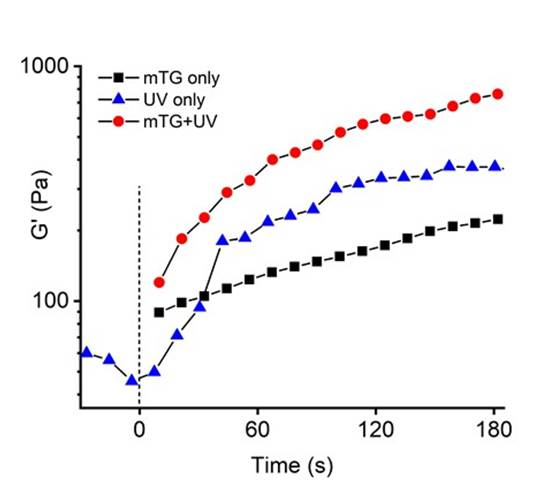 1000
mTG only
UV only
mTG+UV
G' (Pa)
100
0 60 120 180
Time (s)